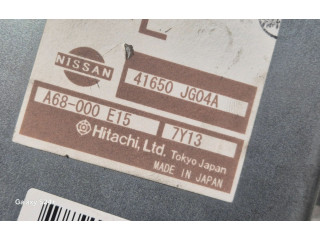 L
NISSAN
41650 JG04A
A68-000 E15
7Y13
Hitachi, Ltd. Tokyo Japan
MADE IN JAPAN